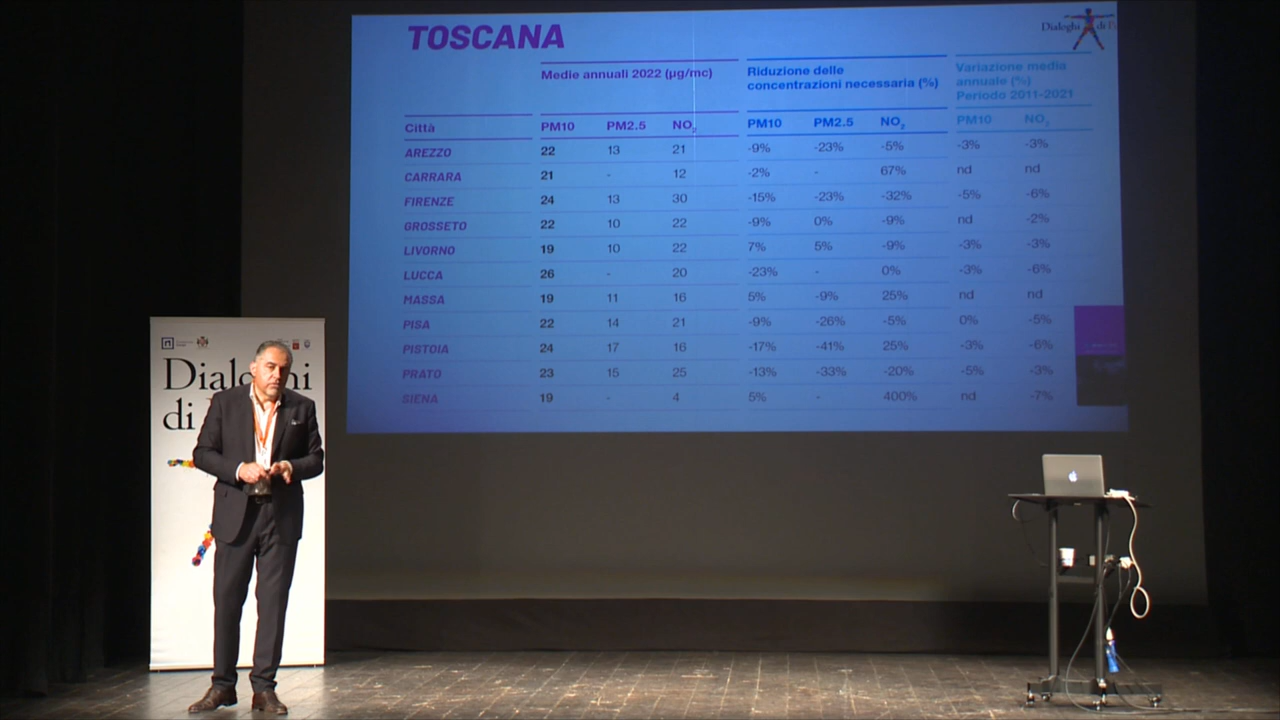 TOSCANA
Dialoghi di
Medie annuali 2022 (µg/mc)
Riduzione delle
concentrazioni necessaria (%)
Variazione media
annuale (%)
Periodo 2011-2021
Città PM10 PM2.5 NO₂ PM10 PM2.5 NO₂ PM10 NO₂
AREZZO 22 13 21 -9% -23% -5% -3% -3%
CARRARA 21 - 12 -2% - 67% nd nd
FIRENZE 24 13 30 -15% -23% -32% -5% -6%
GROSSETO 22 10 22 -9% 0% -9% nd -2%
LIVORNO 19 10 22 7% 5% -9% -3% -3%
LUCCA 26 - 20 -23% - 0% -3% -6%
MASSA 19 11 16 5% -9% 25% nd nd
PISA 22 14 21 -9% -26% -5% 0% -5%
PISTOIA 24 17 16 -17% -41% 25% -3% -6%
PRATO 23 15 25 -13% -33% -20% -5% -3%
SIENA 19 - 4 5% - 400% nd -7%
Dialoghi
di